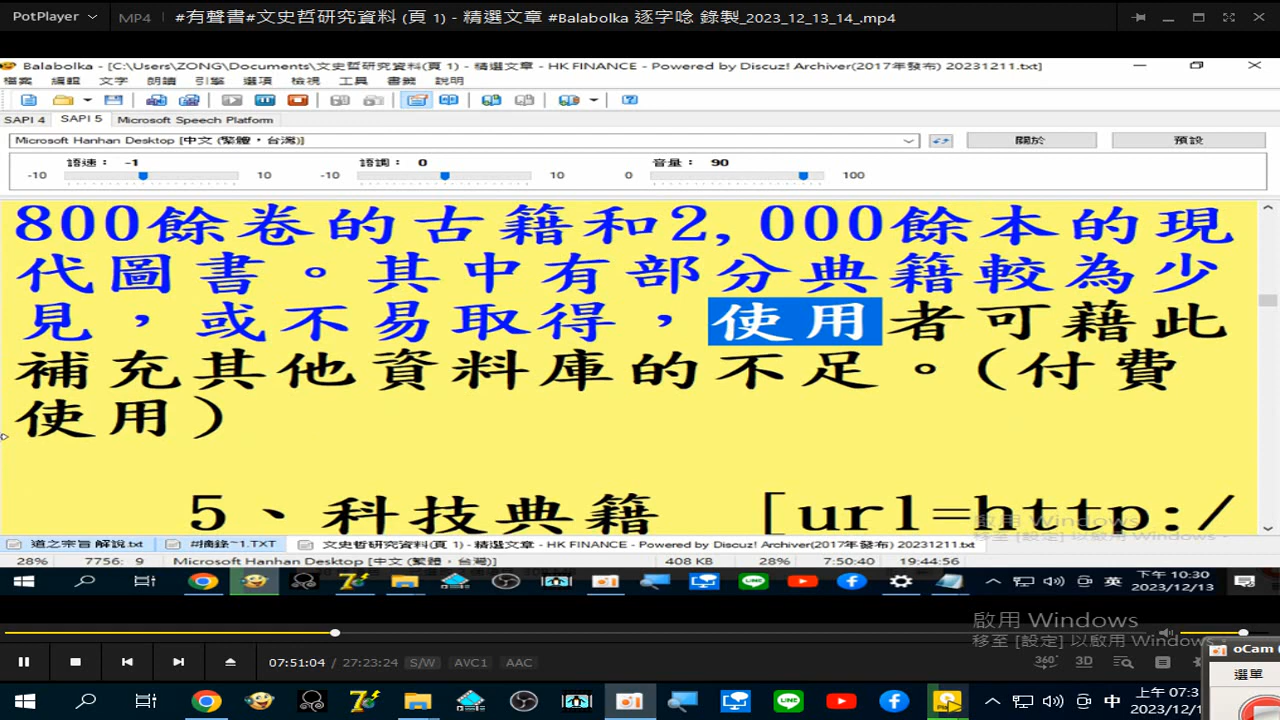 PotPlayer MP4 #有聲書#文史哲研究資料 (頁 1) - 精選文章 #Balabolka 逐字唸 錄製_2023_12_13_14_.mp4
Balabolka - [C:\Users\ZONG\Documents\文史哲研究資料(頁 1) - 精選文章 - HK FINANCE - Powered by Discuz! Archiver(2017年發布) 20231211.txt]
檔案 編輯 文字 朗讀 引擎 選項 檢視 工具 書籤 說明
SAPI 4 SAPI 5 Microsoft Speech Platform
Microsoft Hanhan Desktop [中文 (繁體，台灣)] 關於 預設
語速： -1 語調： 0 音量： 90
-10 10 -10 10 0 100
800餘卷的古籍和2,000餘本的現
代圖書。其中有部分典籍較為少
見，或不易取得，使用者可藉此
補充其他資料庫的不足。(付費
使用)
5、科技典籍 [url=http:/
啟用 Windows
移至 [設定] 以啟用 Windows。
道之宗旨 解說.txt #摘錄~1.TXT 文史哲研究資料(頁 1) - 精選文章 - HK FINANCE - Powered by Discuz! Archiver(2017年發布) 20231211.txt
28% 7756: 9 Microsoft Hanhan Desktop [中文 (繁體，台灣)] 408 KB 28% 7:50:40 19:44:56
英 下午 10:30
2023/12/13
啟用 Windows
移至 [設定] 以啟用 Windows。
07:51:04 / 27:23:24 S/W AVC1 AAC 360° 3D
oCam (
選單
中 上午 07:3
2023/12/1